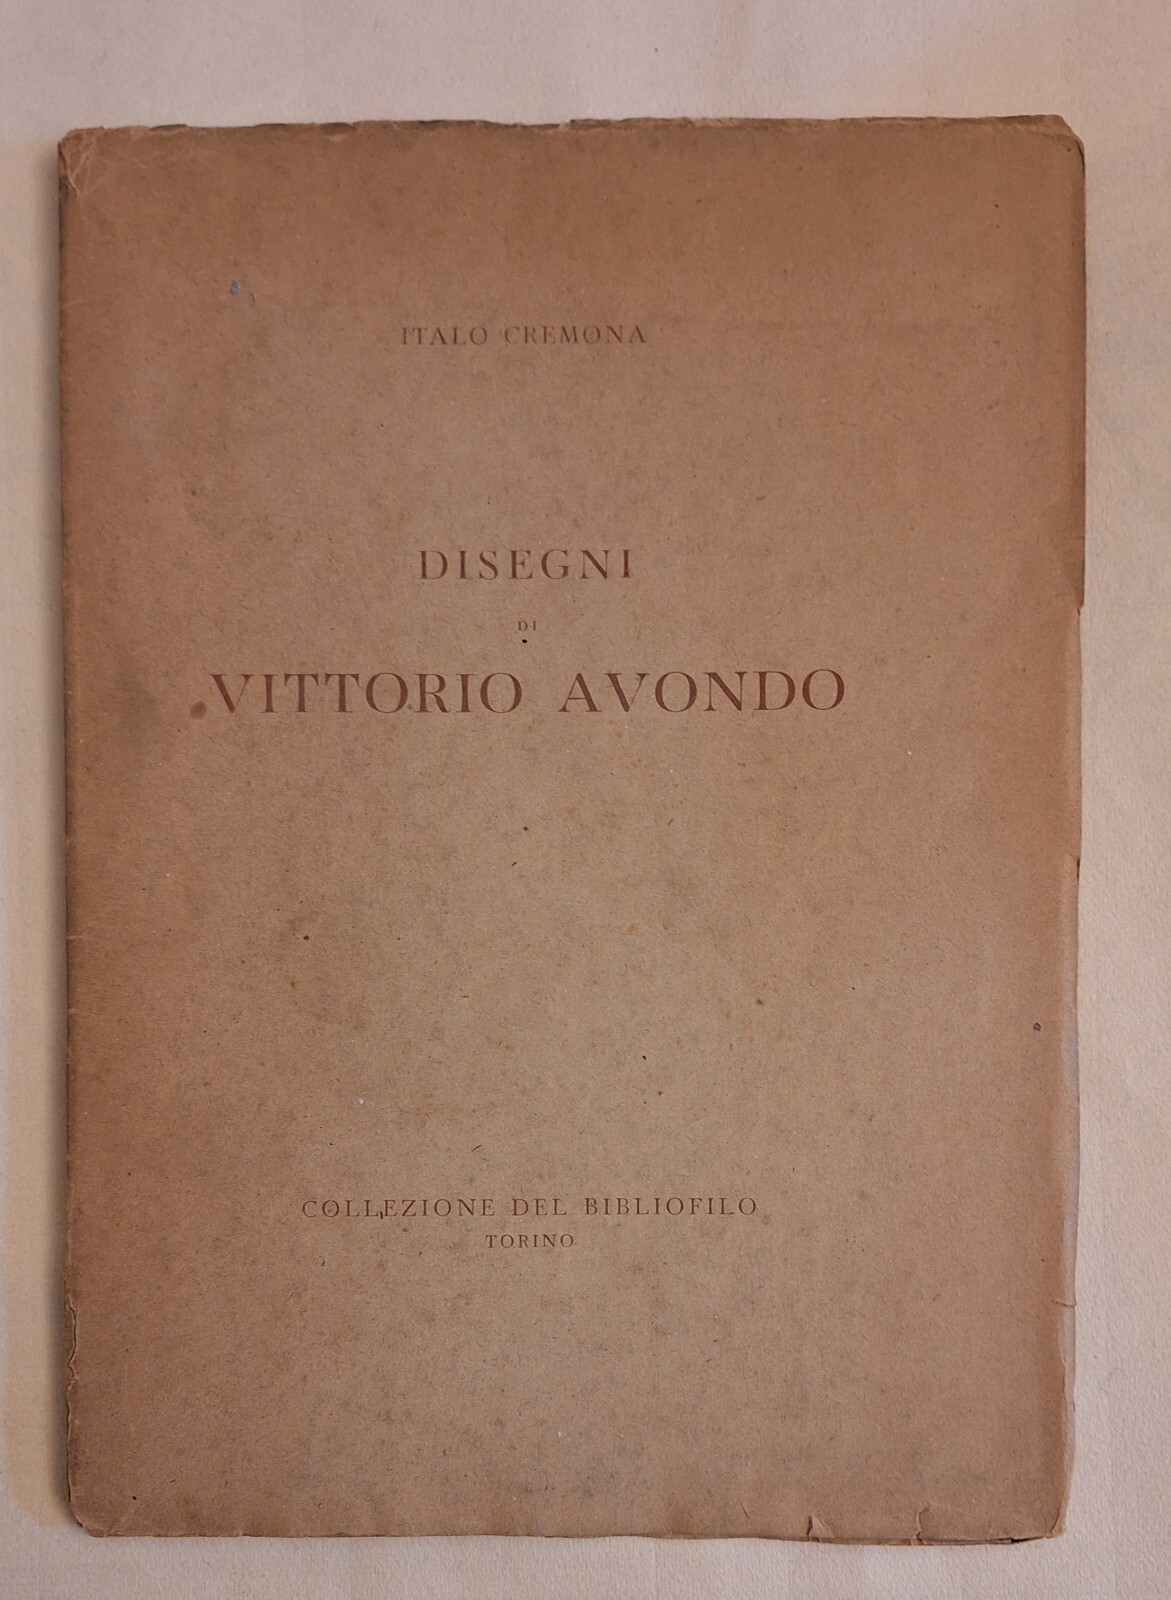 ITALO CREMONA
DISEGNI
DI
VITTORIO AVONDO
COLLEZIONE DEL BIBLIOFILO
TORINO